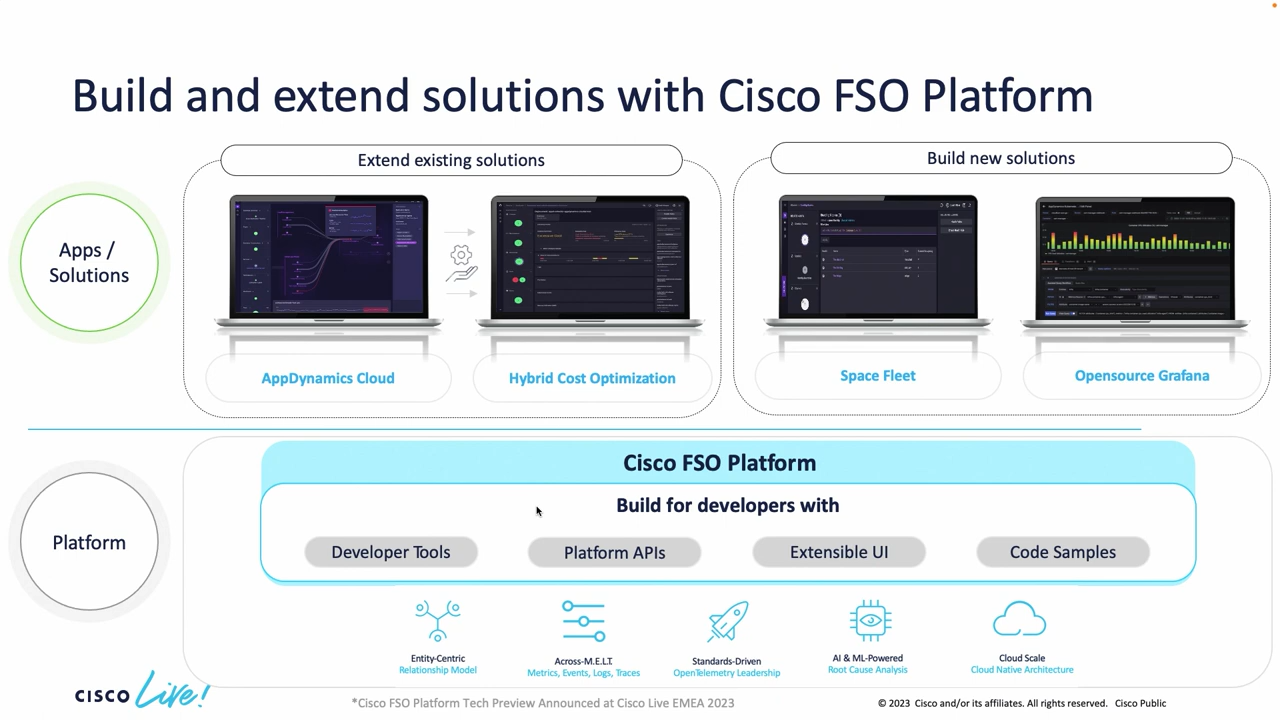 Build and extend solutions with Cisco FSO Platform
Extend existing solutions
Build new solutions
Apps /
Solutions
AppDynamics Cloud
Hybrid Cost Optimization
Space Fleet
Opensource Grafana
Cisco FSO Platform
Build for developers with
Platform
Developer Tools
Platform APIs
Extensible UI
Code Samples
Entity-Centric
Relationship Model
Across-M.E.L.T.
Metrics, Events, Logs, Traces
Standards-Driven
OpenTelemetry Leadership
AI & ML-Powered
Root Cause Analysis
Cloud Scale
Cloud Native Architecture
CISCO Live!
*Cisco FSO Platform Tech Preview Announced at Cisco Live EMEA 2023
© 2023 Cisco and/or its affiliates. All rights reserved. Cisco Public